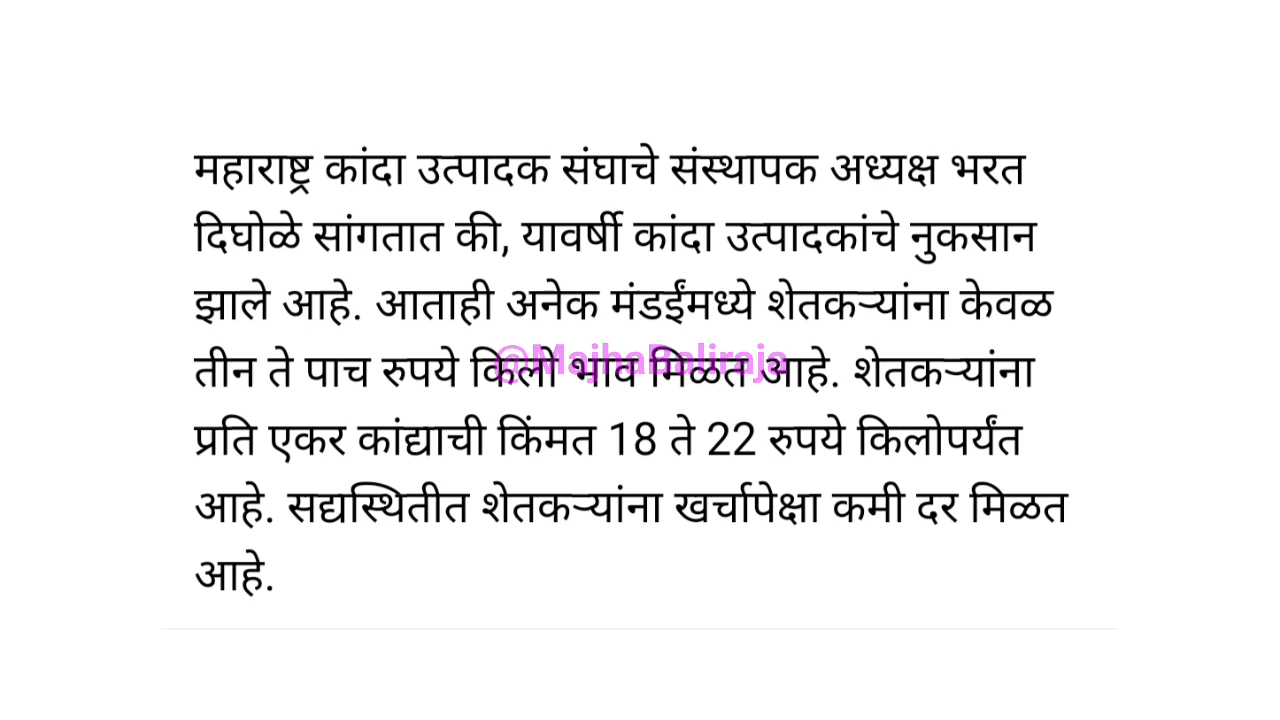 महाराष्ट्र कांदा उत्पादक संघाचे संस्थापक अध्यक्ष भरत
दिघोळे सांगतात की, यावर्षी कांदा उत्पादकांचे नुकसान
झाले आहे. आताही अनेक मंडईंमध्ये शेतकऱ्यांना केवळ
तीन ते पाच रुपये किलो भाव मिळत आहे. शेतकऱ्यांना
@MajhaBaliraja
प्रति एकर कांद्याची किंमत 18 ते 22 रुपये किलोपर्यंत
आहे. सद्यस्थितीत शेतकऱ्यांना खर्चापेक्षा कमी दर मिळत
आहे.